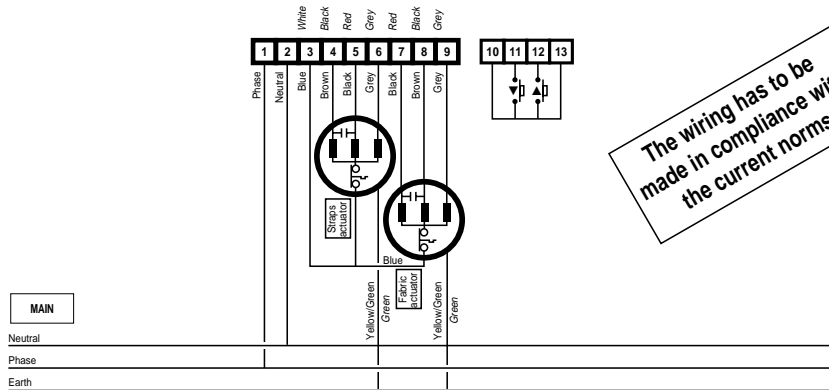 White Black Red Grey Red Black Grey
1 2 3 4 5 6 7 8 9 10 11 12 13
Phase Neutral Blue Brown Black Grey Black Brown Grey
The wiring has to be
made in compliance wi
the current norms
Straps
actuator
Blue
Fabric
actuator
Yellow/Green
Green
Yellow/Green
Green
MAIN
Neutral
Phase
Earth